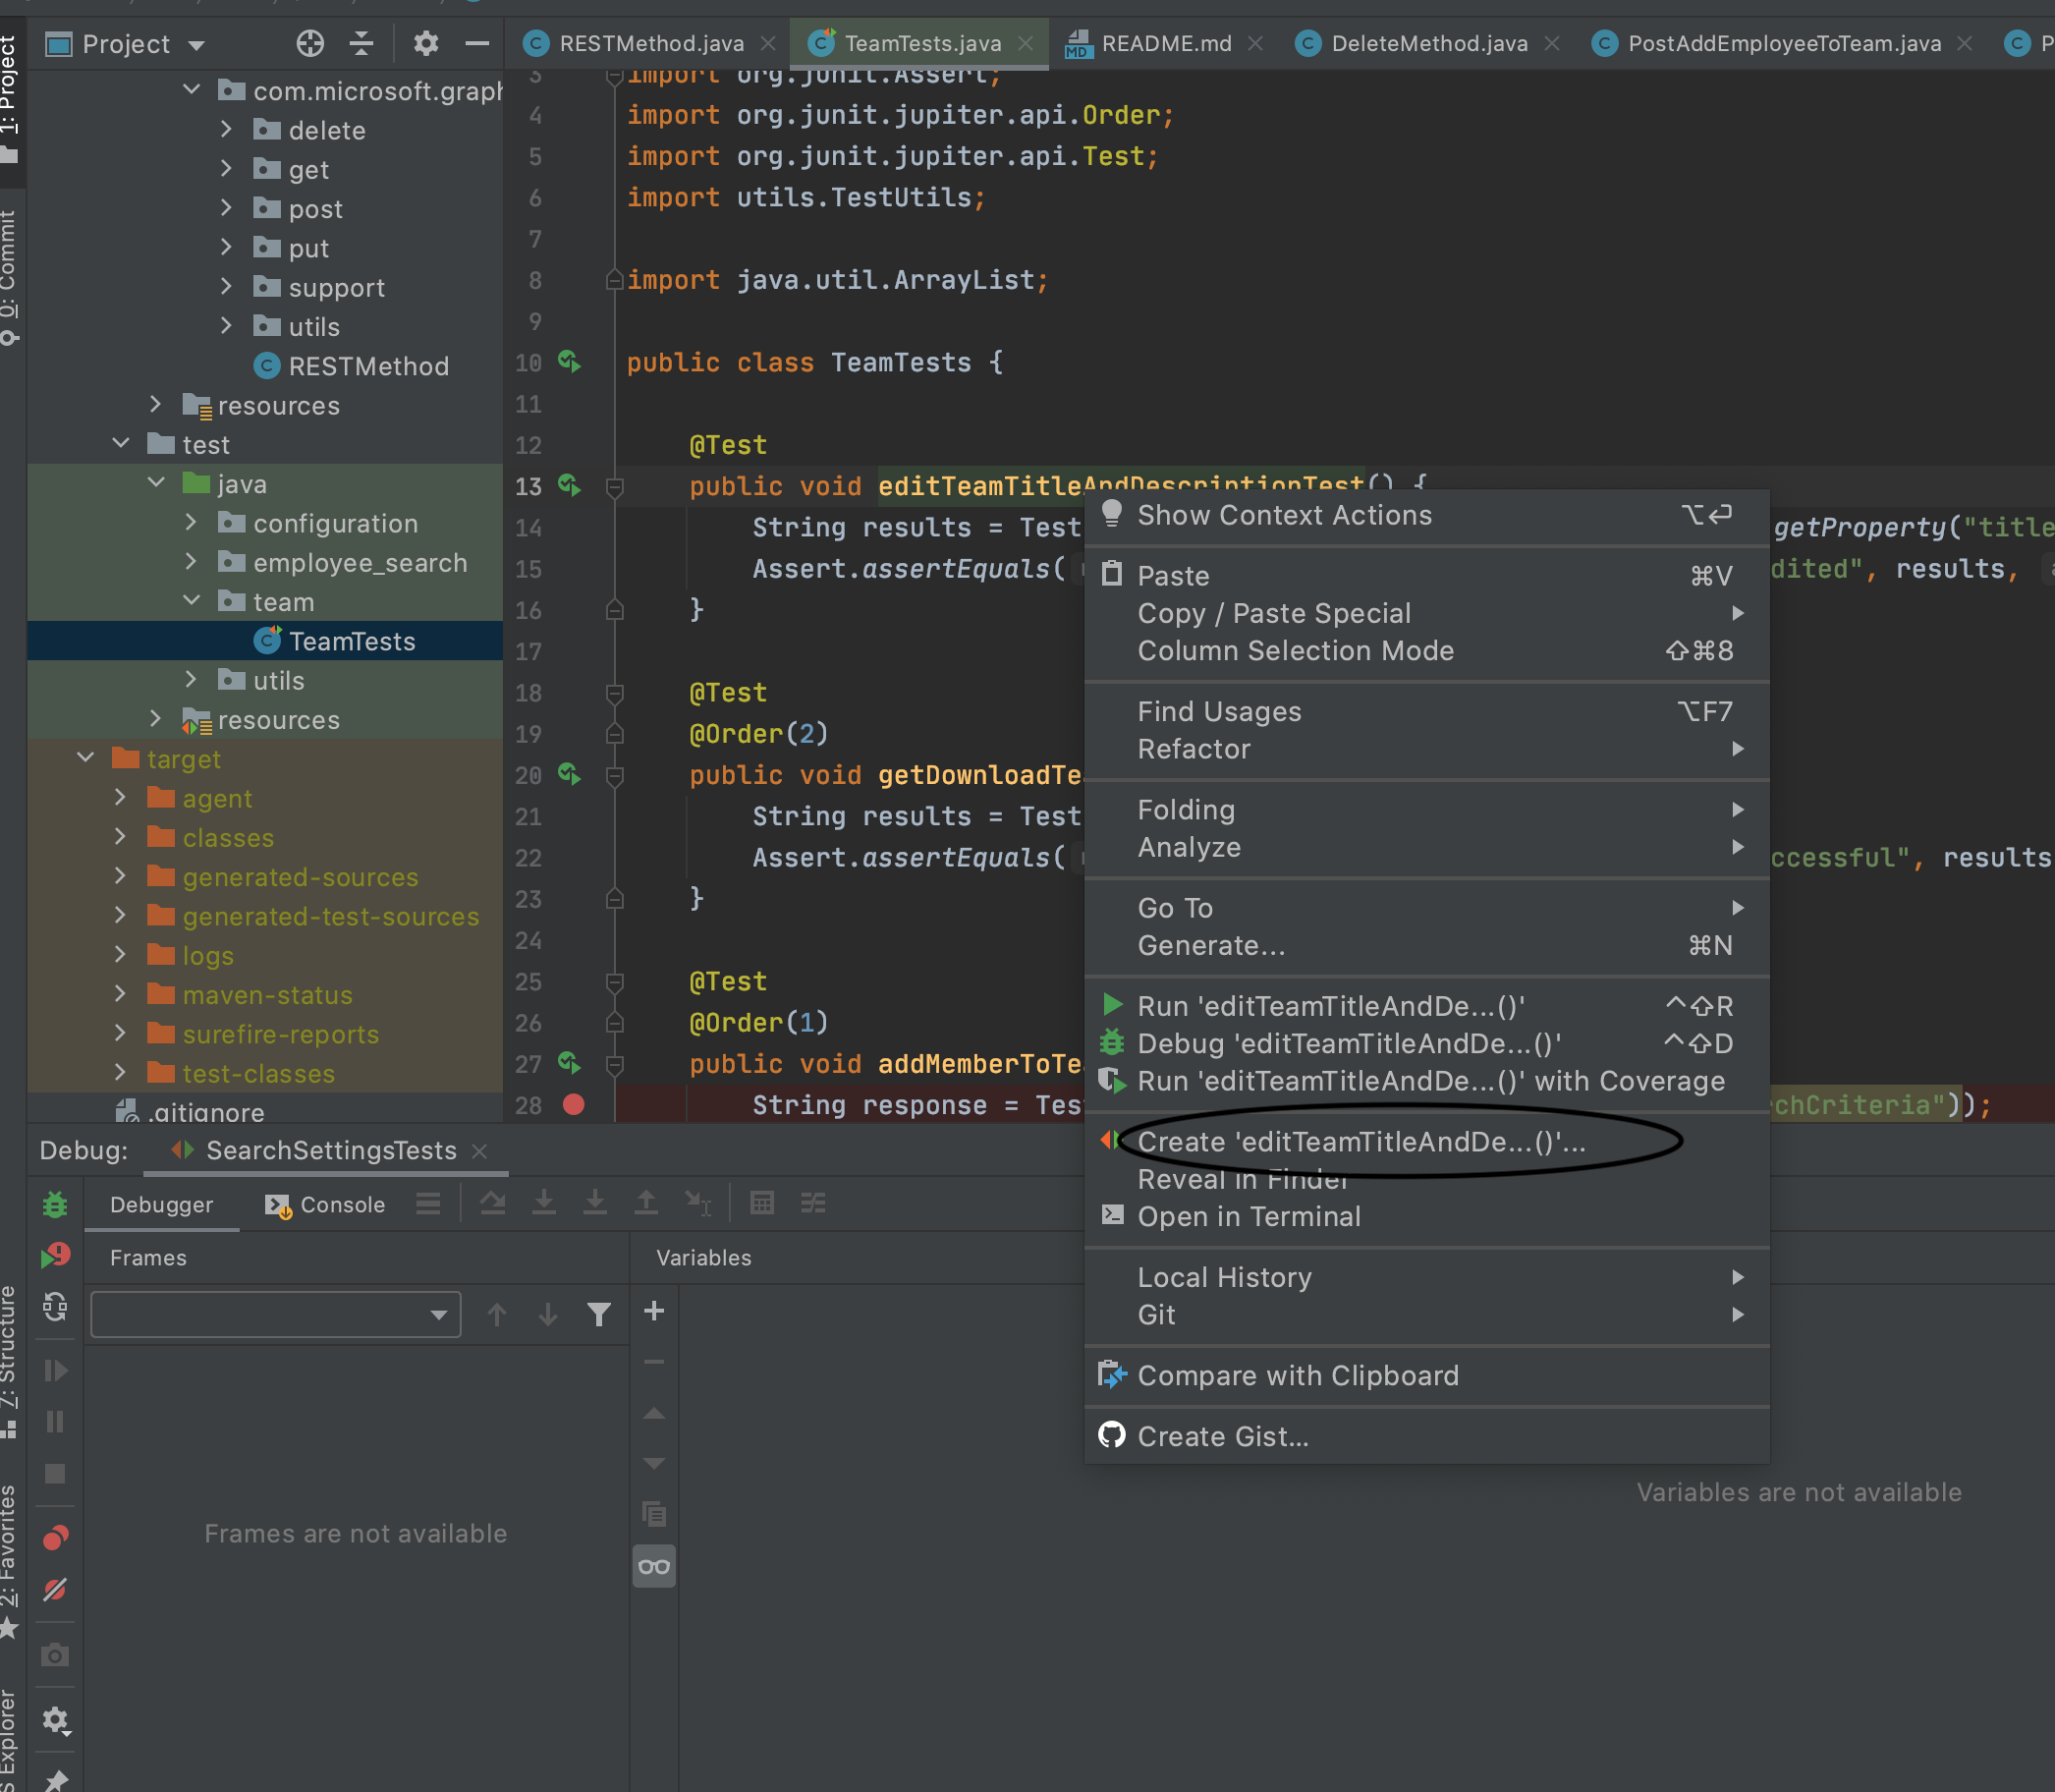 Project
RESTMethod.java
TeamTests.java
MD
README.md
DeleteMethod.java
PostAddEmployeeToTeam.java
1: Project
0: Commit
7: Structure
2: Favorites
Explorer
com.microsoft.graph
delete
get
post
put
support
utils
RESTMethod
resources
test
java
configuration
employee_search
team
TeamTests
utils
resources
target
agent
classes
generated-sources
generated-test-sources
logs
maven-status
surefire-reports
test-classes
.gitignore
3 import org.junit.Assert;
4 import org.junit.jupiter.api.Order;
5 import org.junit.jupiter.api.Test;
6 import utils.TestUtils;
7
8 import java.util.ArrayList;
9
10 public class TeamTests {
11
12 @Test
13 public void editTeamTitleAndDescriptionTest() {
14 String results = Test getProperty("title
15 Assert.assertEquals( dited", results,
16 }
17
18 @Test
19 @Order(2)
20 public void getDownloadTe
21 String results = Test
22 Assert.assertEquals( ccessful", results
23 }
24
25 @Test
26 @Order(1)
27 public void addMemberToTe
28 String response = Tes rchCriteria"));
Show Context Actions ⌥⏎
Paste ⌘V
Copy / Paste Special
Column Selection Mode ⇧⌘8
Find Usages ⌥F7
Refactor
Folding
Analyze
Go To
Generate... ⌘N
Run 'editTeamTitleAndDe...()' ^⇧R
Debug 'editTeamTitleAndDe...()' ^⇧D
Run 'editTeamTitleAndDe...()' with Coverage
Create 'editTeamTitleAndDe...()'...
Reveal in Finder
Open in Terminal
Local History
Git
Compare with Clipboard
Create Gist...
Debug: SearchSettingsTests
Debugger Console
Frames
Variables
Frames are not available
Variables are not available